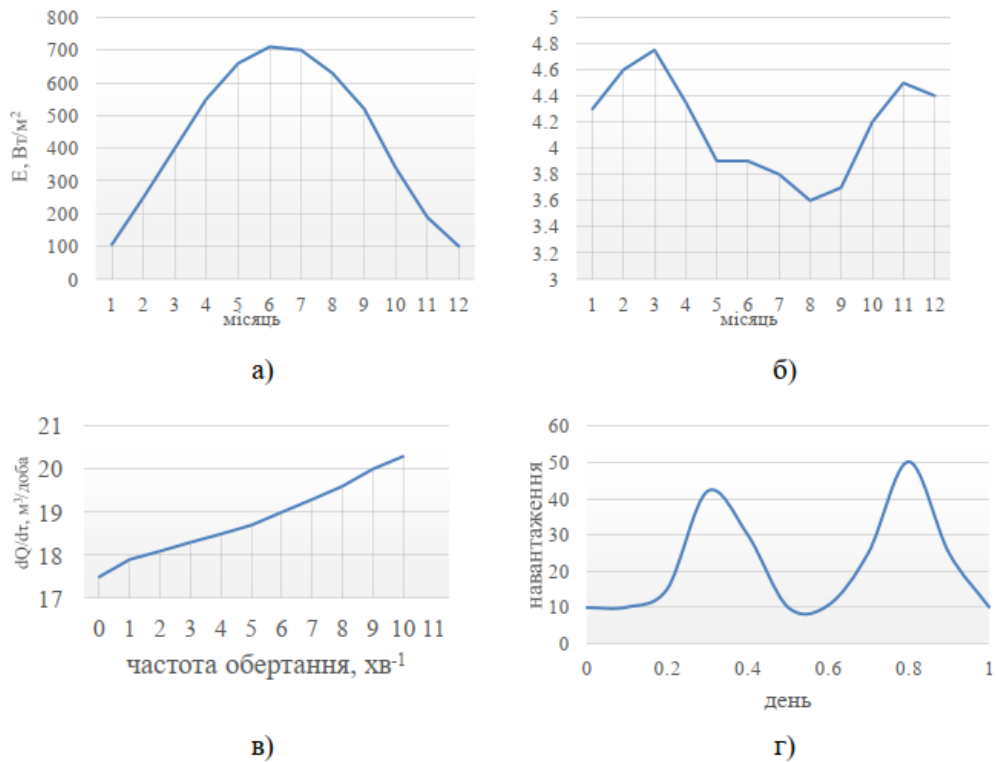 800
700
600
500
400
300
200
100
0
E, Вт/м²
1 2 3 4 5 6 7 8 9 10 11 12
місяць
а)
5
4.8
4.6
4.4
4.2
4
3.8
3.6
3.4
3.2
3
1 2 3 4 5 6 7 8 9 10 11 12
місяць
б)
21
20
19
18
17
dQ/dτ, м³/доба
0 1 2 3 4 5 6 7 8 9 10 11
частота обертання, хв⁻¹
в)
60
50
40
30
20
10
0
навантаження
0 0.2 0.4 0.6 0.8 1
день
г)